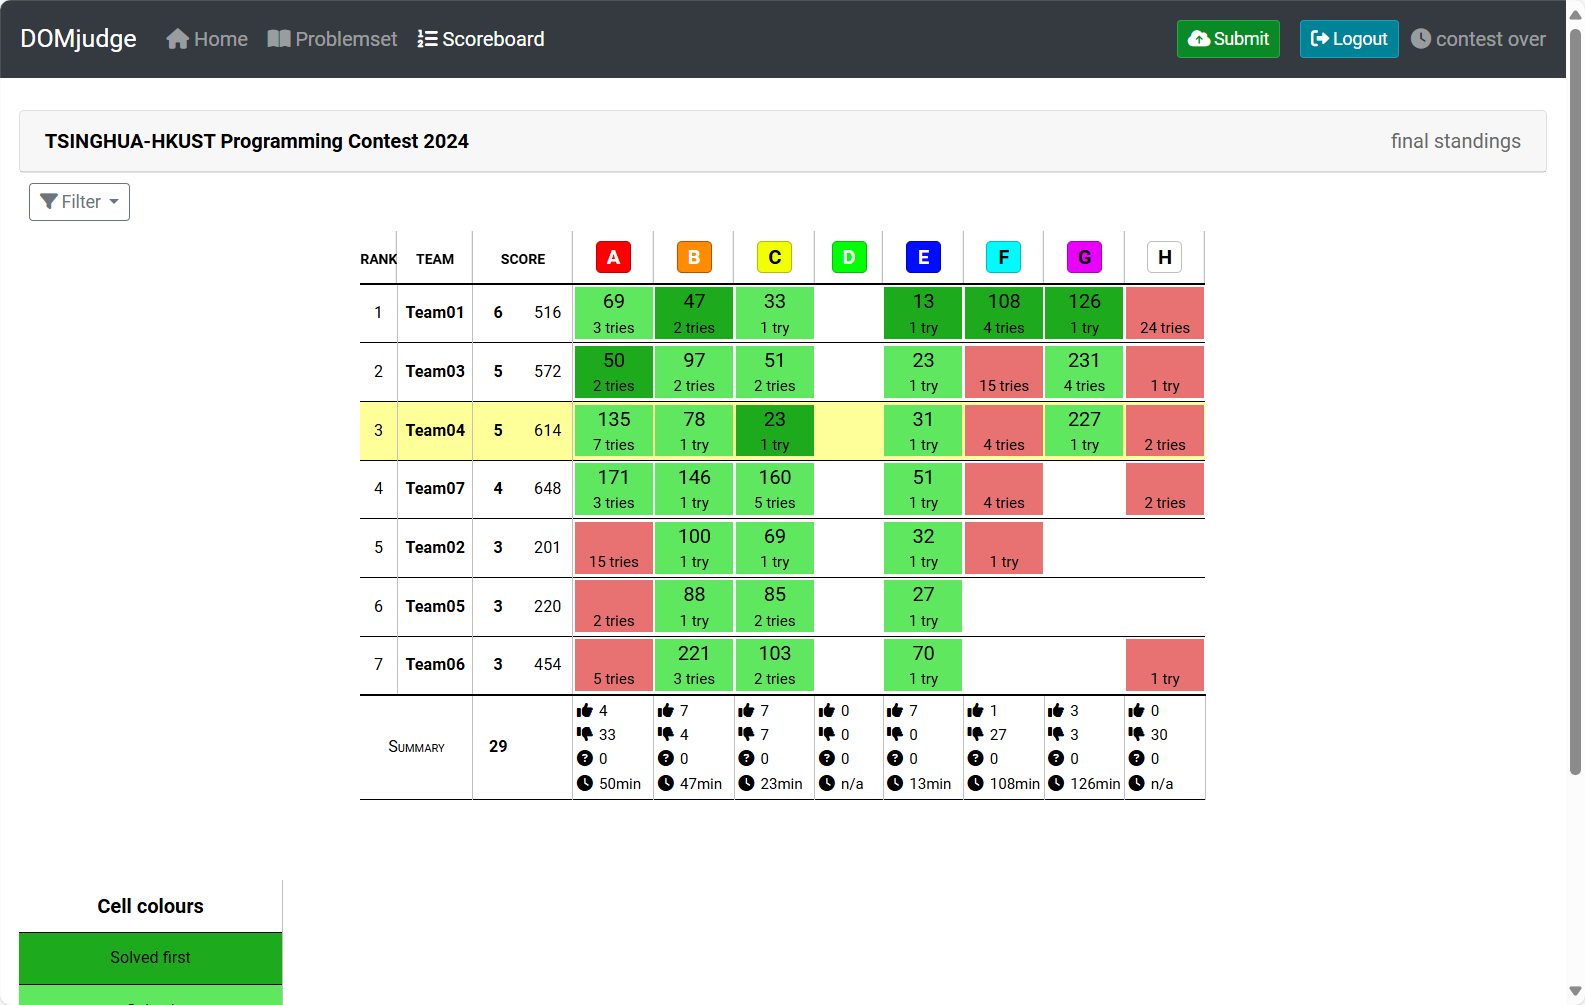 DOMjudge Home Problemset Scoreboard Submit Logout contest over
TSINGHUA-HKUST Programming Contest 2024 final standings
Filter
RANK TEAM SCORE A B C D E F G H
1 Team01 6 516 69 47 33 13 108 126
3 tries 2 tries 1 try 1 try 4 tries 1 try 24 tries
2 Team03 5 572 50 97 51 23 231
2 tries 2 tries 2 tries 1 try 15 tries 4 tries 1 try
3 Team04 5 614 135 78 23 31 227
7 tries 1 try 1 try 1 try 4 tries 1 try 2 tries
4 Team07 4 648 171 146 160 51
3 tries 1 try 5 tries 1 try 4 tries 2 tries
5 Team02 3 201 100 69 32
15 tries 1 try 1 try 1 try 1 try
6 Team05 3 220 88 85 27
2 tries 1 try 2 tries 1 try
7 Team06 3 454 221 103 70
5 tries 3 tries 2 tries 1 try 1 try
Summary 29
4 7 7 0 7 1 3 0
33 4 7 0 0 27 3 30
0 0 0 0 0 0 0 0
50min 47min 23min n/a 13min 108min 126min n/a
Cell colours
Solved first